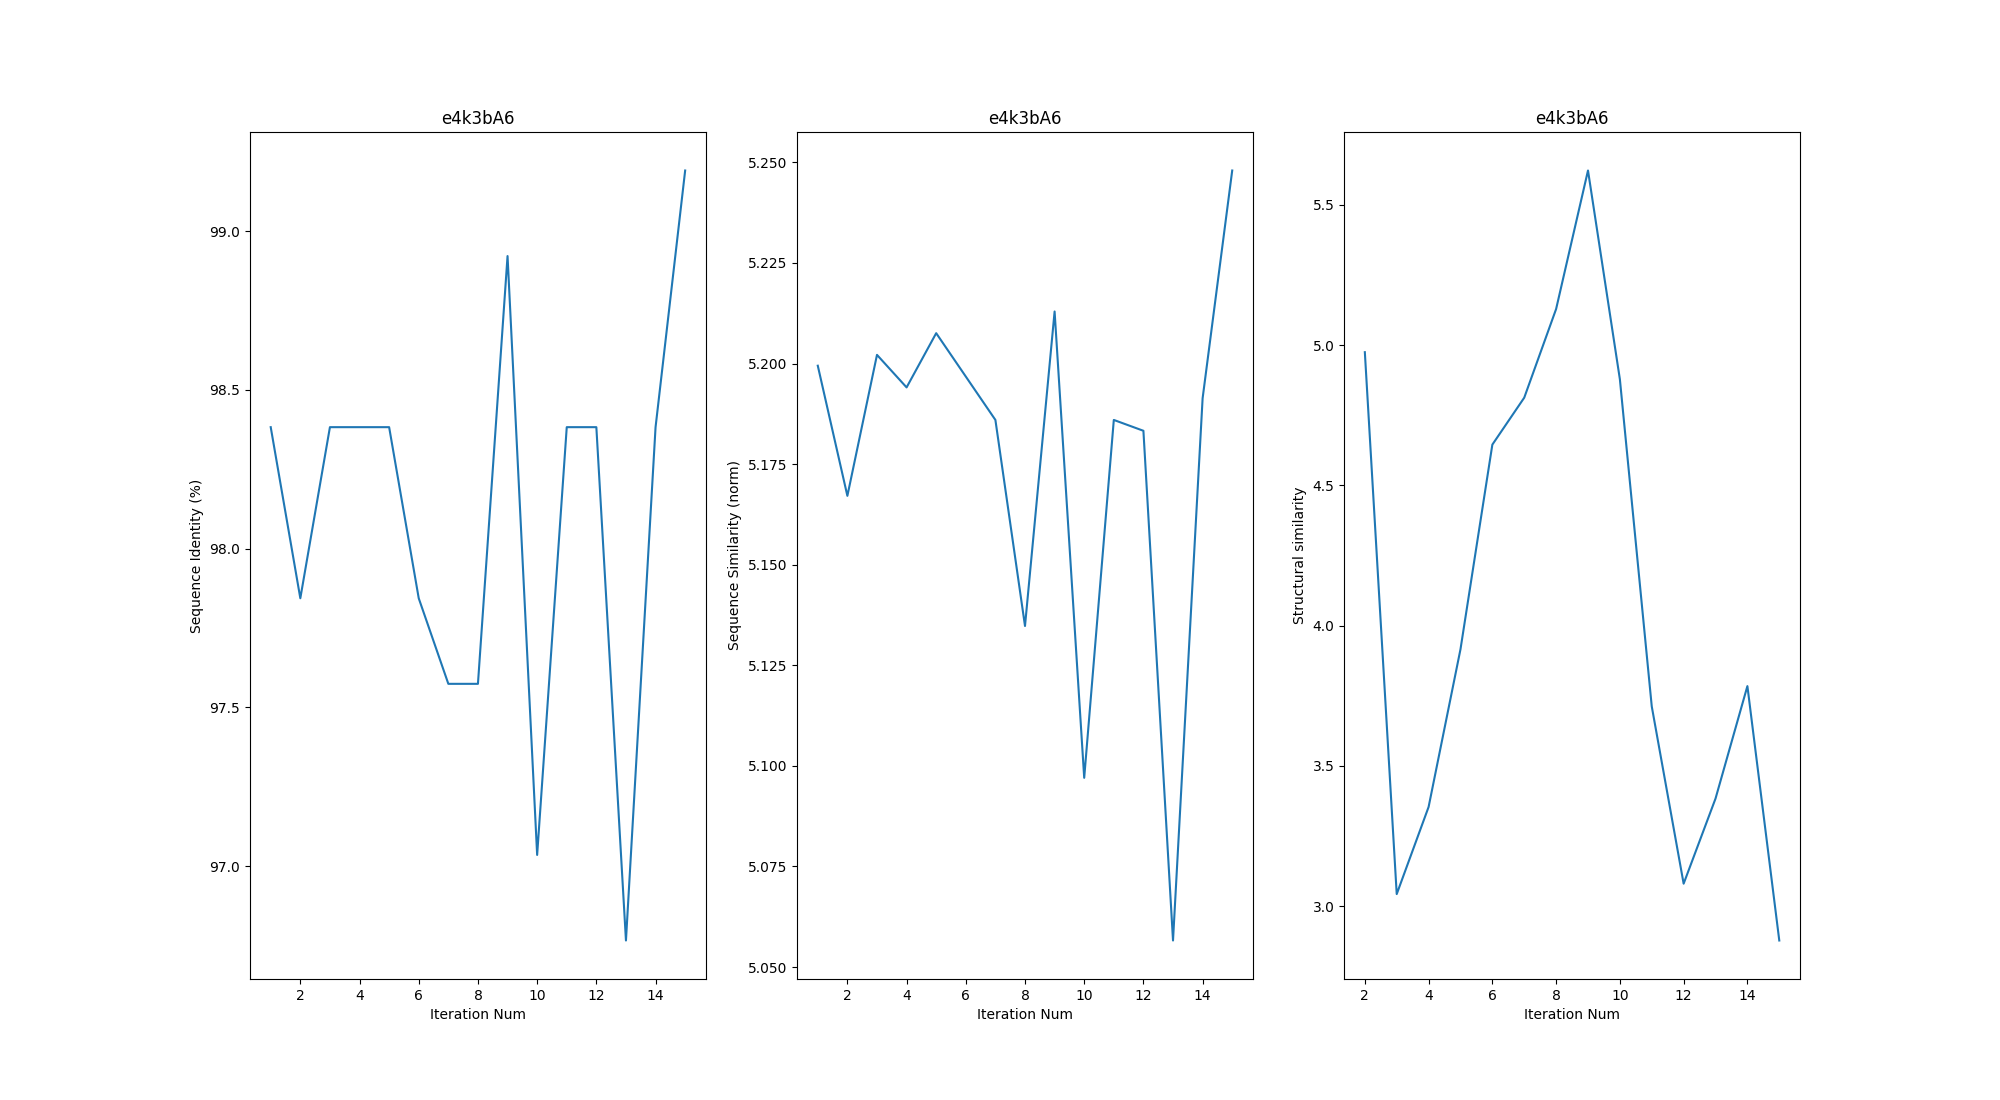 e4k3bA6
Sequence Identity (%)
99.0
98.5
98.0
97.5
97.0
2 4 6 8 10 12 14
Iteration Num
e4k3bA6
Sequence Similarity (norm)
5.250
5.225
5.200
5.175
5.150
5.125
5.100
5.075
5.050
2 4 6 8 10 12 14
Iteration Num
e4k3bA6
Structural similarity
5.5
5.0
4.5
4.0
3.5
3.0
2 4 6 8 10 12 14
Iteration Num